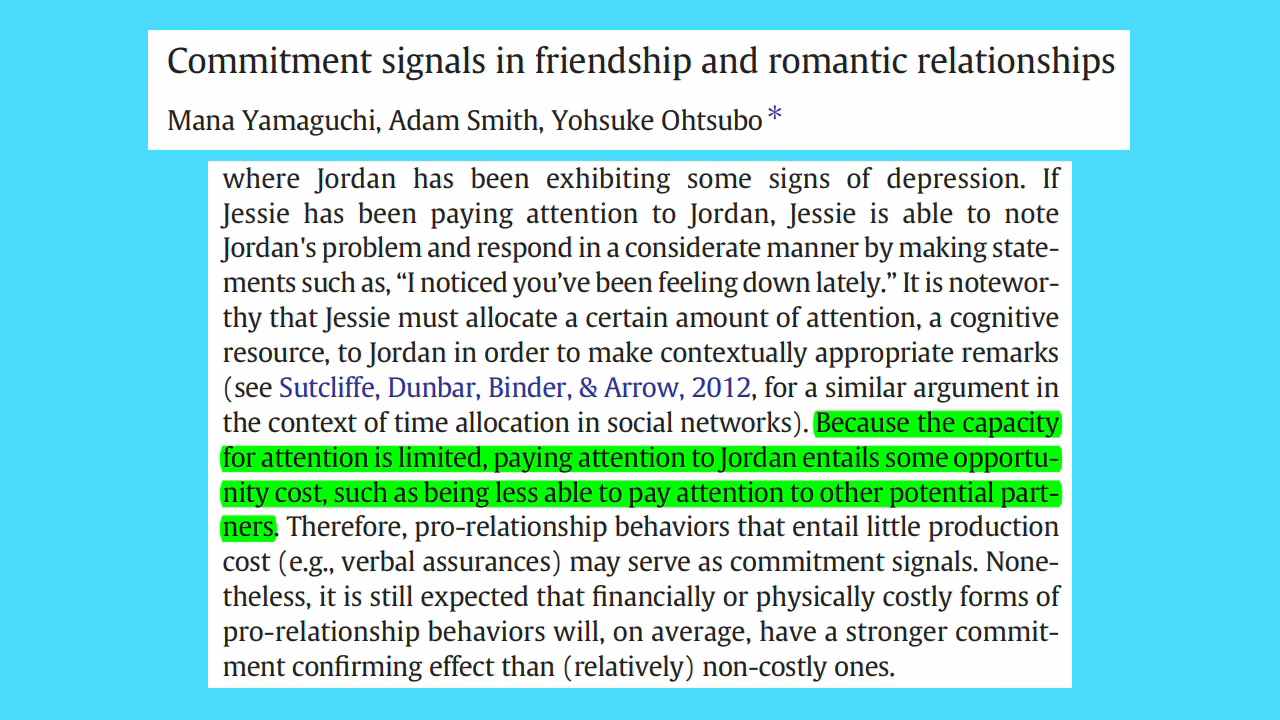 Commitment signals in friendship and romantic relationships
Mana Yamaguchi, Adam Smith, Yohsuke Ohtsubo *
where Jordan has been exhibiting some signs of depression. If
Jessie has been paying attention to Jordan, Jessie is able to note
Jordan's problem and respond in a considerate manner by making state-
ments such as, “I noticed you’ve been feeling down lately.” It is notewor-
thy that Jessie must allocate a certain amount of attention, a cognitive
resource, to Jordan in order to make contextually appropriate remarks
(see Sutcliffe, Dunbar, Binder, & Arrow, 2012, for a similar argument in
the context of time allocation in social networks). Because the capacity
for attention is limited, paying attention to Jordan entails some opportu-
nity cost, such as being less able to pay attention to other potential part-
ners. Therefore, pro-relationship behaviors that entail little production
cost (e.g., verbal assurances) may serve as commitment signals. None-
theless, it is still expected that financially or physically costly forms of
pro-relationship behaviors will, on average, have a stronger commit-
ment confirming effect than (relatively) non-costly ones.